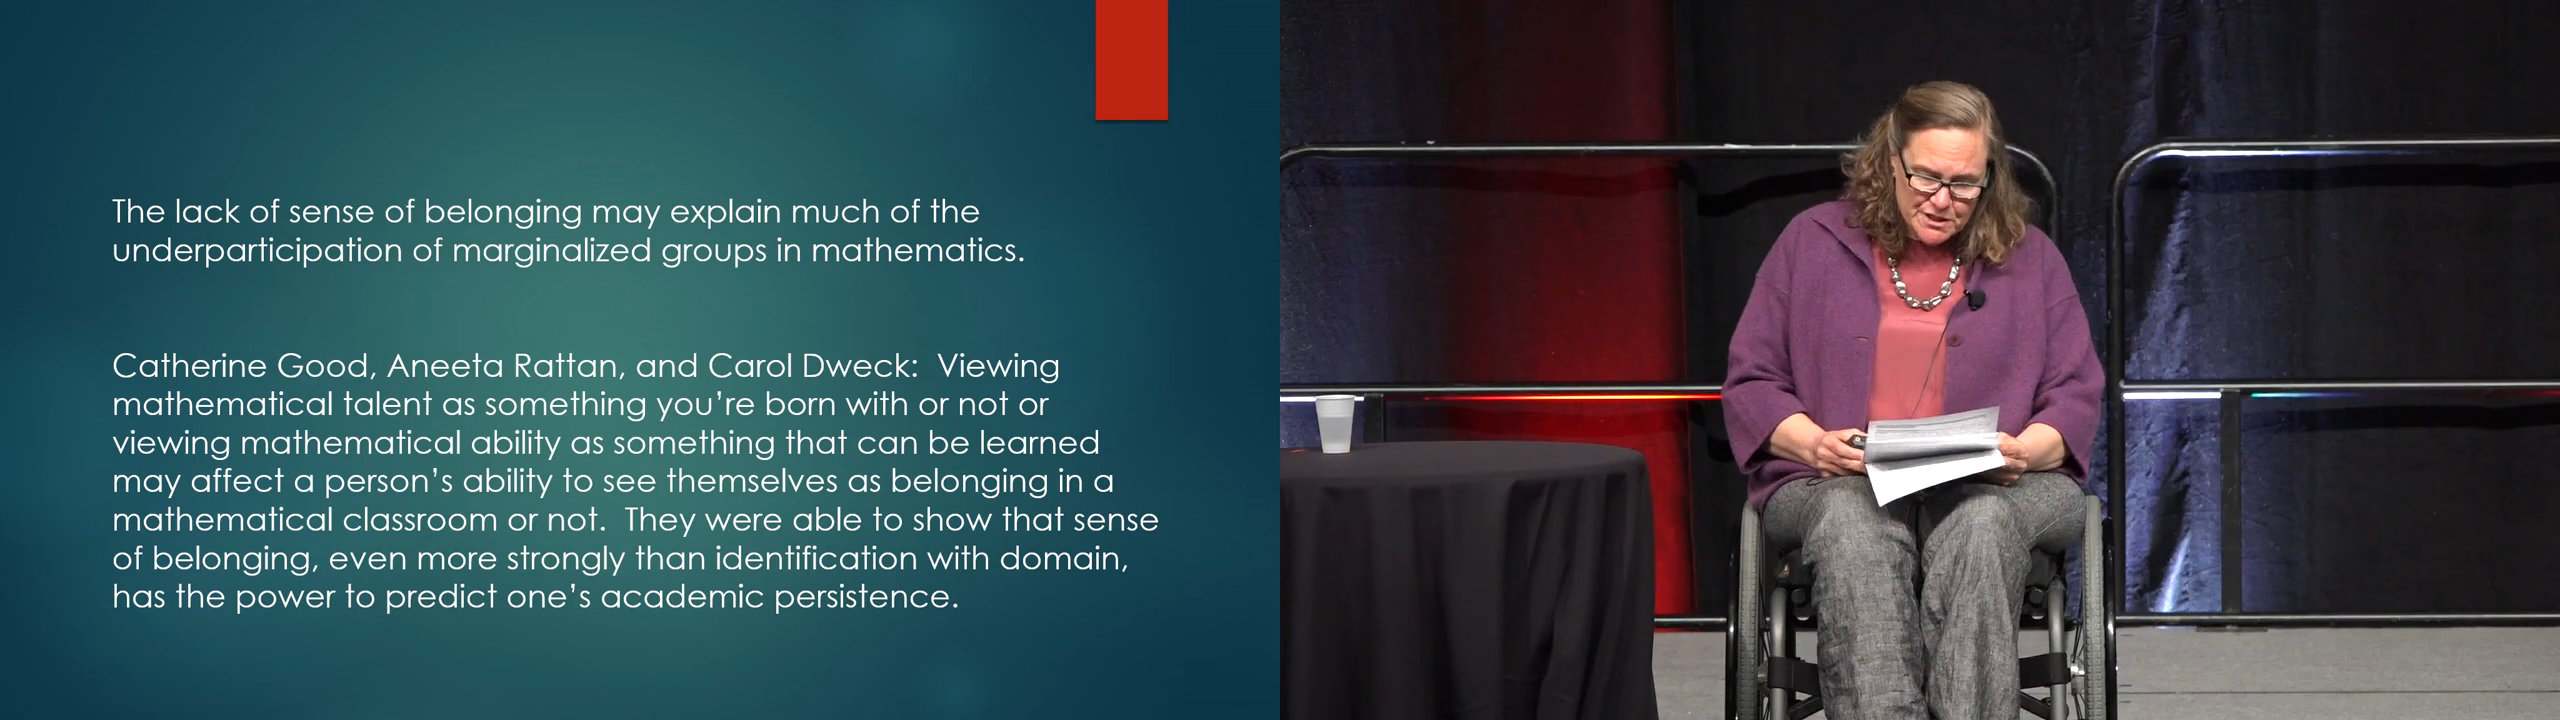 The lack of sense of belonging may explain much of the
underparticipation of marginalized groups in mathematics.
Catherine Good, Aneeta Rattan, and Carol Dweck:  Viewing
mathematical talent as something you’re born with or not or
viewing mathematical ability as something that can be learned
may affect a person’s ability to see themselves as belonging in a
mathematical classroom or not.  They were able to show that sense
of belonging, even more strongly than identification with domain,
has the power to predict one’s academic persistence.